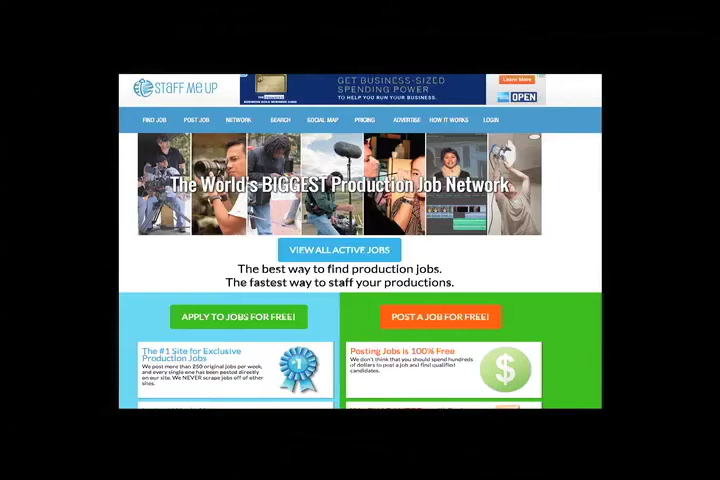 STAFF ME UP
GET BUSINESS-SIZED
SPENDING POWER
TO HELP YOU RUN YOUR BUSINESS.
Learn More
OPEN
FIND JOB POST JOB NETWORK SEARCH SOCIAL MAP PRICING ADVERTISE HOW IT WORKS LOGIN
The World's BIGGEST Production Job Network
VIEW ALL ACTIVE JOBS
The best way to find production jobs.
The fastest way to staff your productions.
APPLY TO JOBS FOR FREE!
POST A JOB FOR FREE!
The #1 Site for Exclusive
Production Jobs
We post more than 250 original jobs per week,
and every single one has been posted directly
on our site. We NEVER scrape jobs off of other
sites.
1
Posting Jobs is 100% Free
We don't think that you should spend hundreds
of dollars to post a job and find qualified
candidates.
$